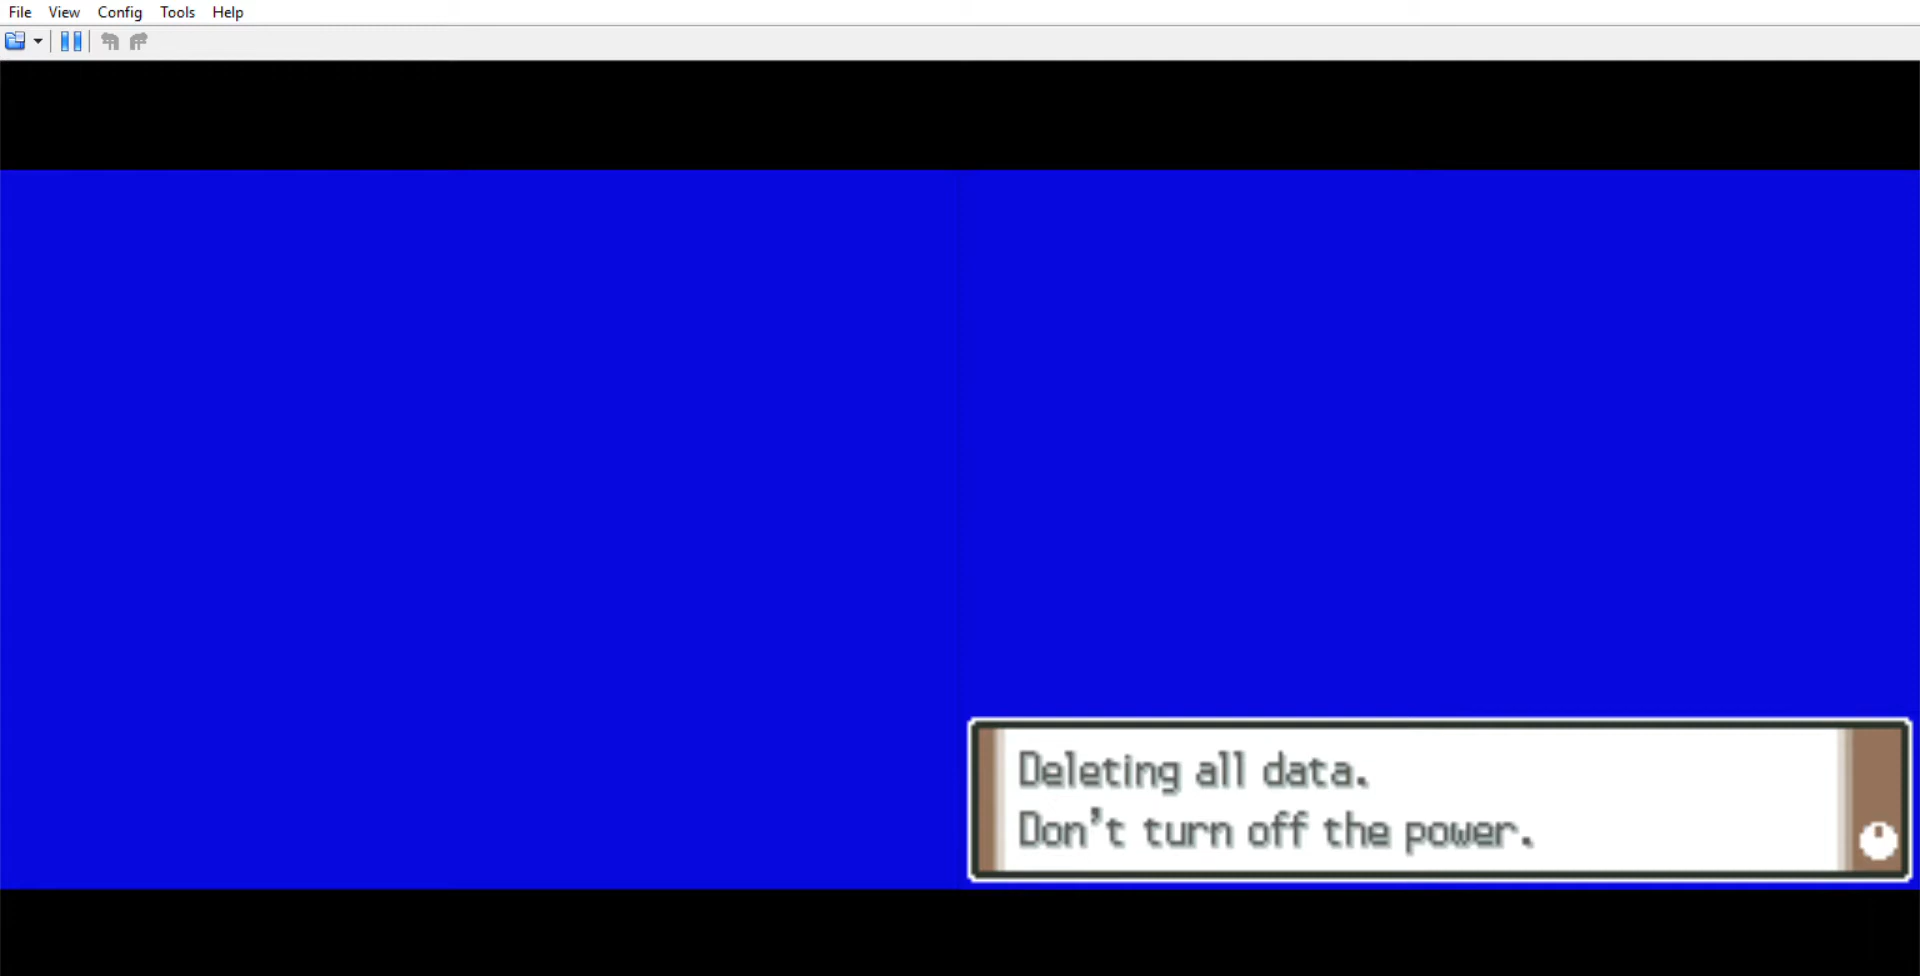 File View Config Tools Help
Deleting all data.
Don't turn off the power.